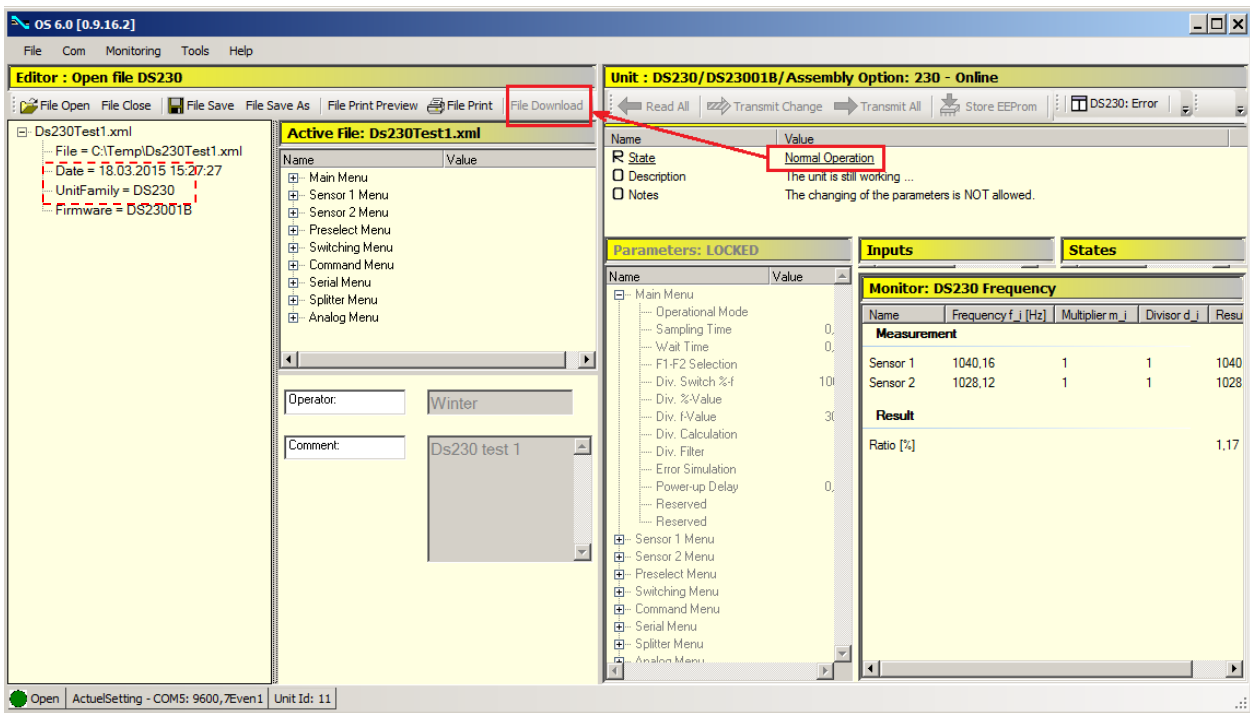 OS 6.0 [0.9.16.2]
File Com Monitoring Tools Help
Editor : Open file DS230
File Open File Close File Save File Save As File Print Preview File Print File Download
Ds230Test1.xml
File = C:\Temp\Ds230Test1.xml
Date = 18.03.2015 15:27:27
UnitFamily = DS230
Firmware = DS23001B
Active File: Ds230Test1.xml
Name Value
Main Menu
Sensor 1 Menu
Sensor 2 Menu
Preselect Menu
Switching Menu
Command Menu
Serial Menu
Splitter Menu
Analog Menu
Operator: Winter
Comment: Ds230 test 1
Unit : DS230/DS23001B/Assembly Option: 230 - Online
Read All Transmit Change Transmit All Store EEProm DS230: Error
Name Value
R State Normal Operation
Description The unit is still working ...
Notes The changing of the parameters is NOT allowed.
Parameters: LOCKED
Name Value
Main Menu
Operational Mode
Sampling Time 0,
Wait Time 0,
F1-F2 Selection
Div. Switch %-f 100
Div. %-Value
Div. f-Value 30
Div. Calculation
Div. Filter
Error Simulation
Power-up Delay 0,
Reserved
Reserved
Sensor 1 Menu
Sensor 2 Menu
Preselect Menu
Switching Menu
Command Menu
Serial Menu
Splitter Menu
Analog Menu
Inputs
States
Monitor: DS230 Frequency
Name Frequency f_i [Hz] Multiplier m_i Divisor d_i Resu
Measurement
Sensor 1 1040,16 1 1 1040
Sensor 2 1028,12 1 1 1028
Result
Ratio [%] 1,17
Open ActuelSetting - COM5: 9600,7Even1 Unit Id: 11